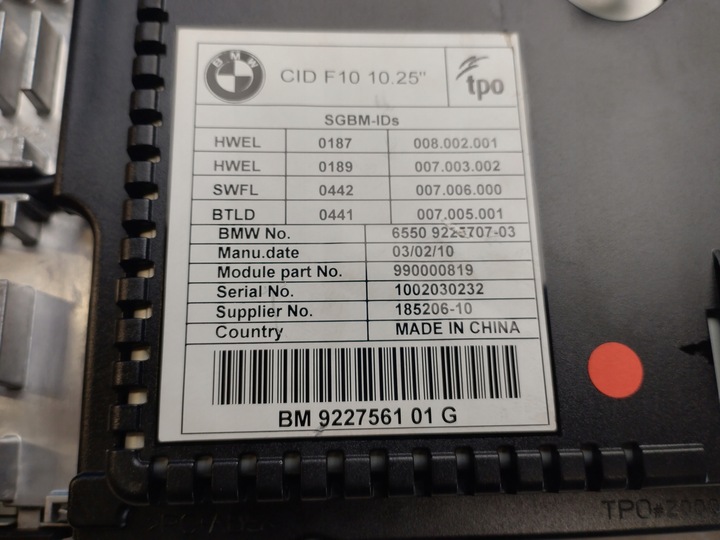 BMW
CID F10 10.25"
tpo
SGBM-IDs
HWEL 0187 008.002.001
HWEL 0189 007.003.002
SWFL 0442 007.006.000
BTLD 0441 007.005.001
BMW No. 6550
Manu.date 03/02/10
Module part No. 990000819
Serial No. 1002030232
Supplier No. 185206-10
Country MADE IN CHINA
BM 9227561 01 G